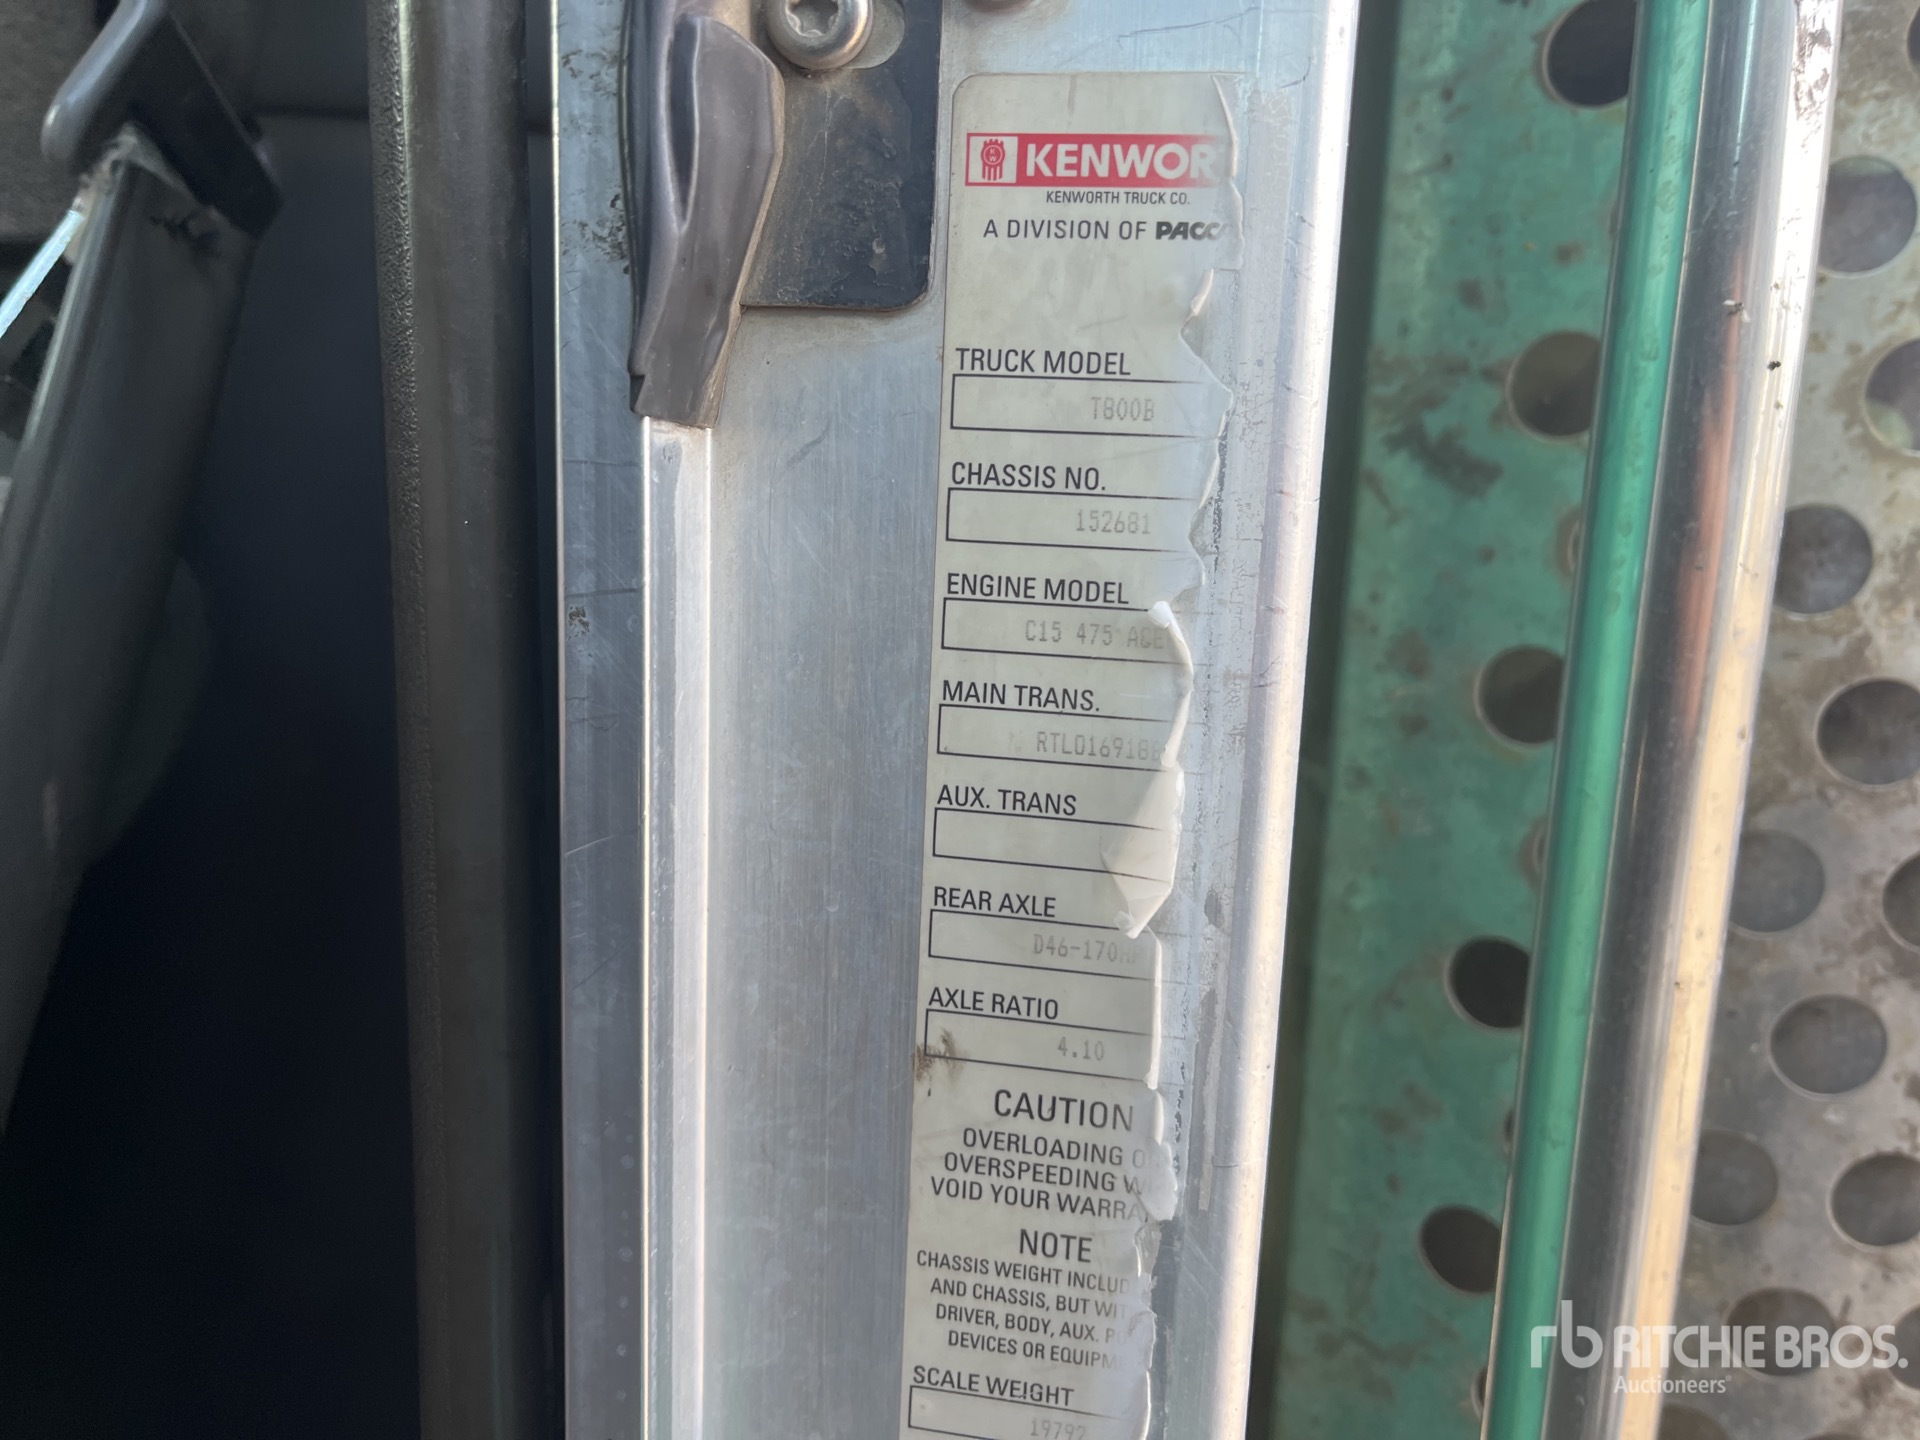 KENWOR
KENWORTH TRUCK CO.
A DIVISION OF PACC
TRUCK MODEL
T800B
CHASSIS NO.
152681
ENGINE MODEL
C15 475 ACE
MAIN TRANS.
RTLO16918B
AUX. TRANS
REAR AXLE
D46-170
AXLE RATIO
4.10
CAUTION
OVERLOADING O
OVERSPEEDING W
VOID YOUR WARRA
NOTE
CHASSIS WEIGHT INCLUD
AND CHASSIS, BUT WIT
DRIVER, BODY, AUX. P
DEVICES OR EQUIPM
SCALE WEIGHT
19792
rb RITCHIE BROS.
Auctioneers